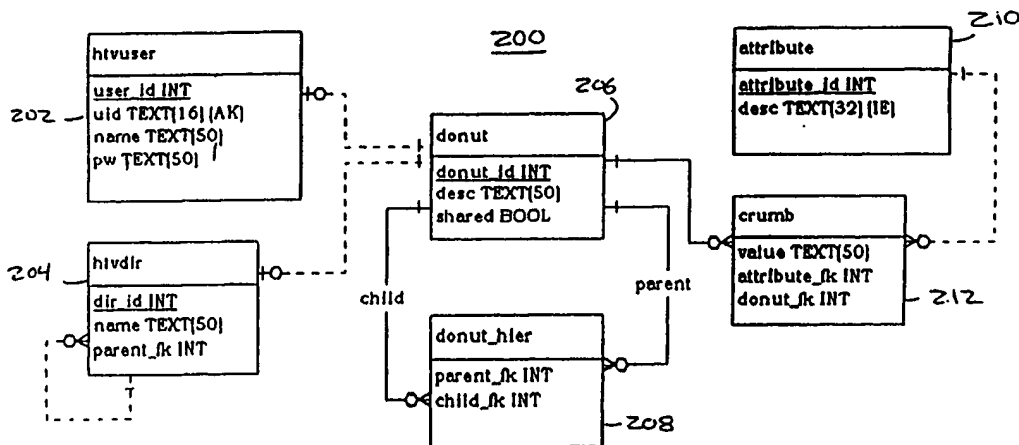 200
htvuser
user_id INT
uid TEXT(16) (AK)
name TEXT(50)
pw TEXT(50)
202
htvdir
dir_id INT
name TEXT(50)
parent_fk INT
204
donut
donut_id INT
desc TEXT(50)
shared BOOL
206
child
parent
donut_hier
parent_fk INT
child_fk INT
208
attribute
attribute_id INT
desc TEXT(32) (IE)
210
crumb
value TEXT(50)
attribute_fk INT
donut_fk INT
212